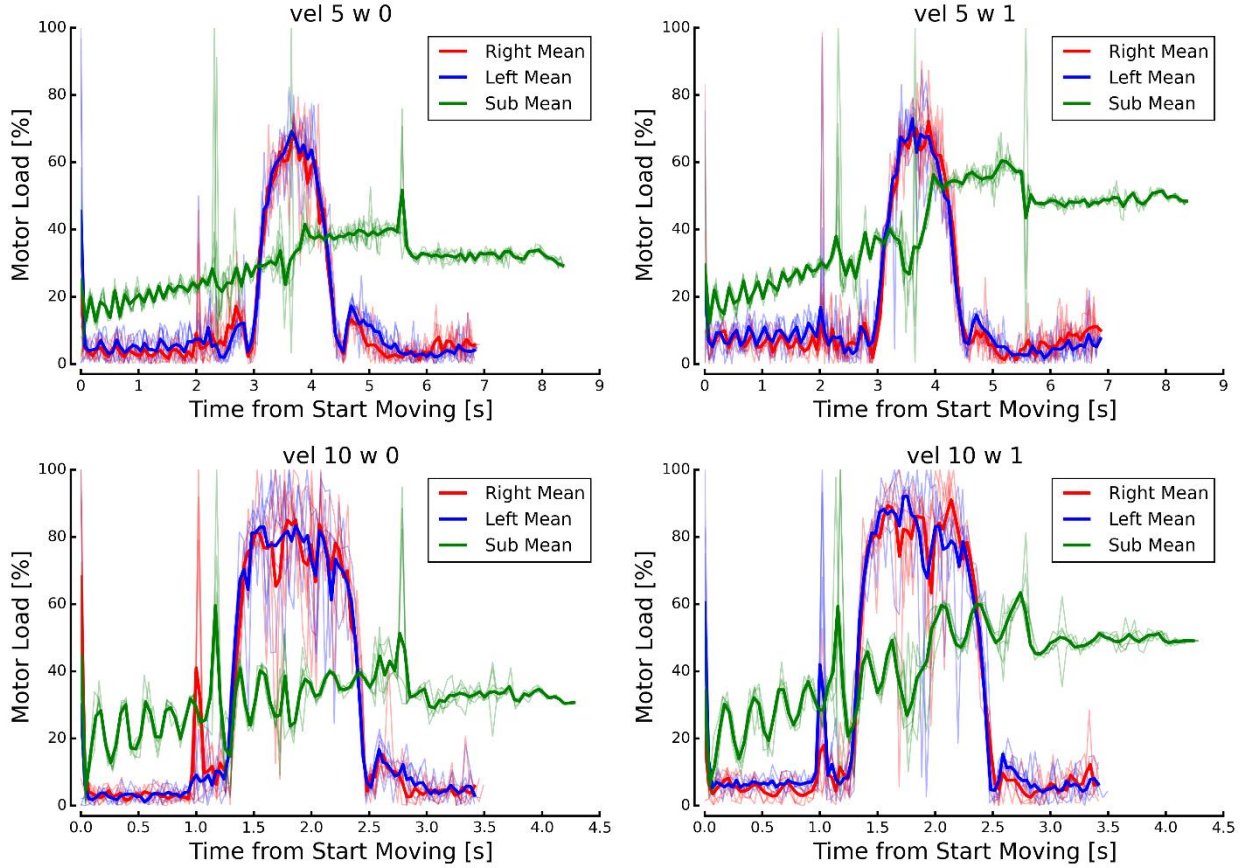 vel 5 w 0
Motor Load [%]
100
80
60
40
20
0
Right Mean
Left Mean
Sub Mean
0 1 2 3 4 5 6 7 8 9
Time from Start Moving [s]
vel 5 w 1
Motor Load [%]
100
80
60
40
20
0
Right Mean
Left Mean
Sub Mean
0 1 2 3 4 5 6 7 8 9
Time from Start Moving [s]
vel 10 w 0
Motor Load [%]
100
80
60
40
20
0
Right Mean
Left Mean
Sub Mean
0.0 0.5 1.0 1.5 2.0 2.5 3.0 3.5 4.0 4.5
Time from Start Moving [s]
vel 10 w 1
Motor Load [%]
100
80
60
40
20
0
Right Mean
Left Mean
Sub Mean
0.0 0.5 1.0 1.5 2.0 2.5 3.0 3.5 4.0 4.5
Time from Start Moving [s]